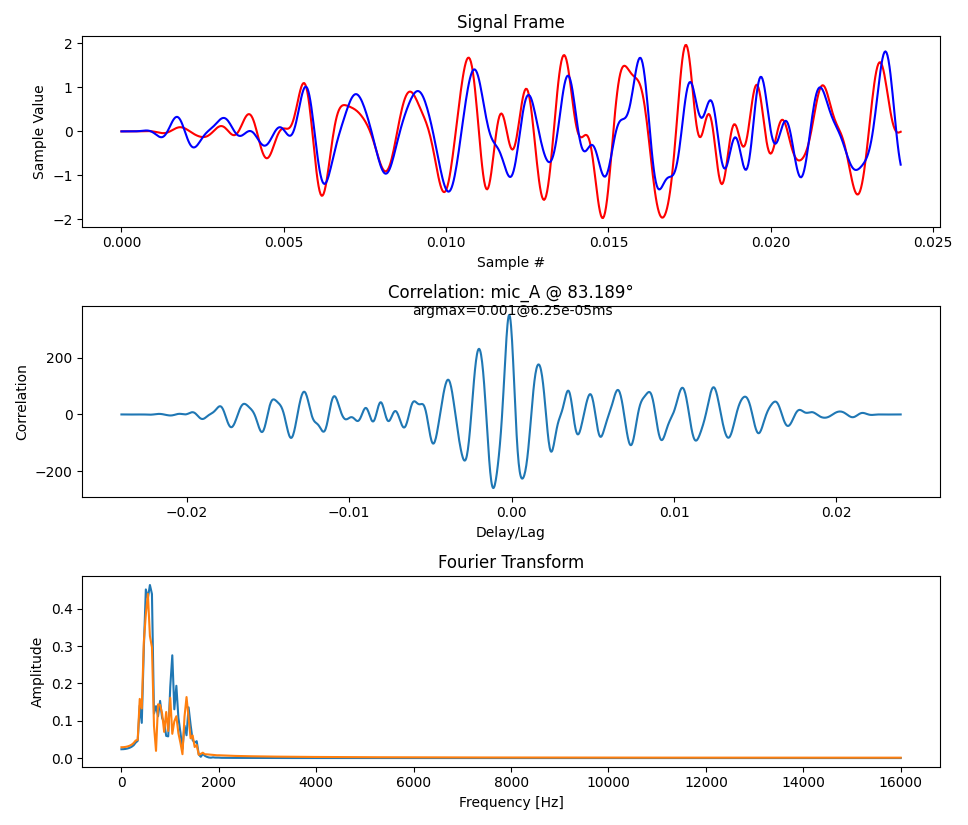 Signal Frame
Sample Value
2
1
0
−1
−2
0.000 0.005 0.010 0.015 0.020 0.025
Sample #
Correlation: mic_A @ 83.189°
argmax=0.001@6.25e-05ms
Correlation
200
0
−200
−0.02 −0.01 0.00 0.01 0.02
Delay/Lag
Fourier Transform
Amplitude
0.4
0.3
0.2
0.1
0.0
0 2000 4000 6000 8000 10000 12000 14000 16000
Frequency [Hz]